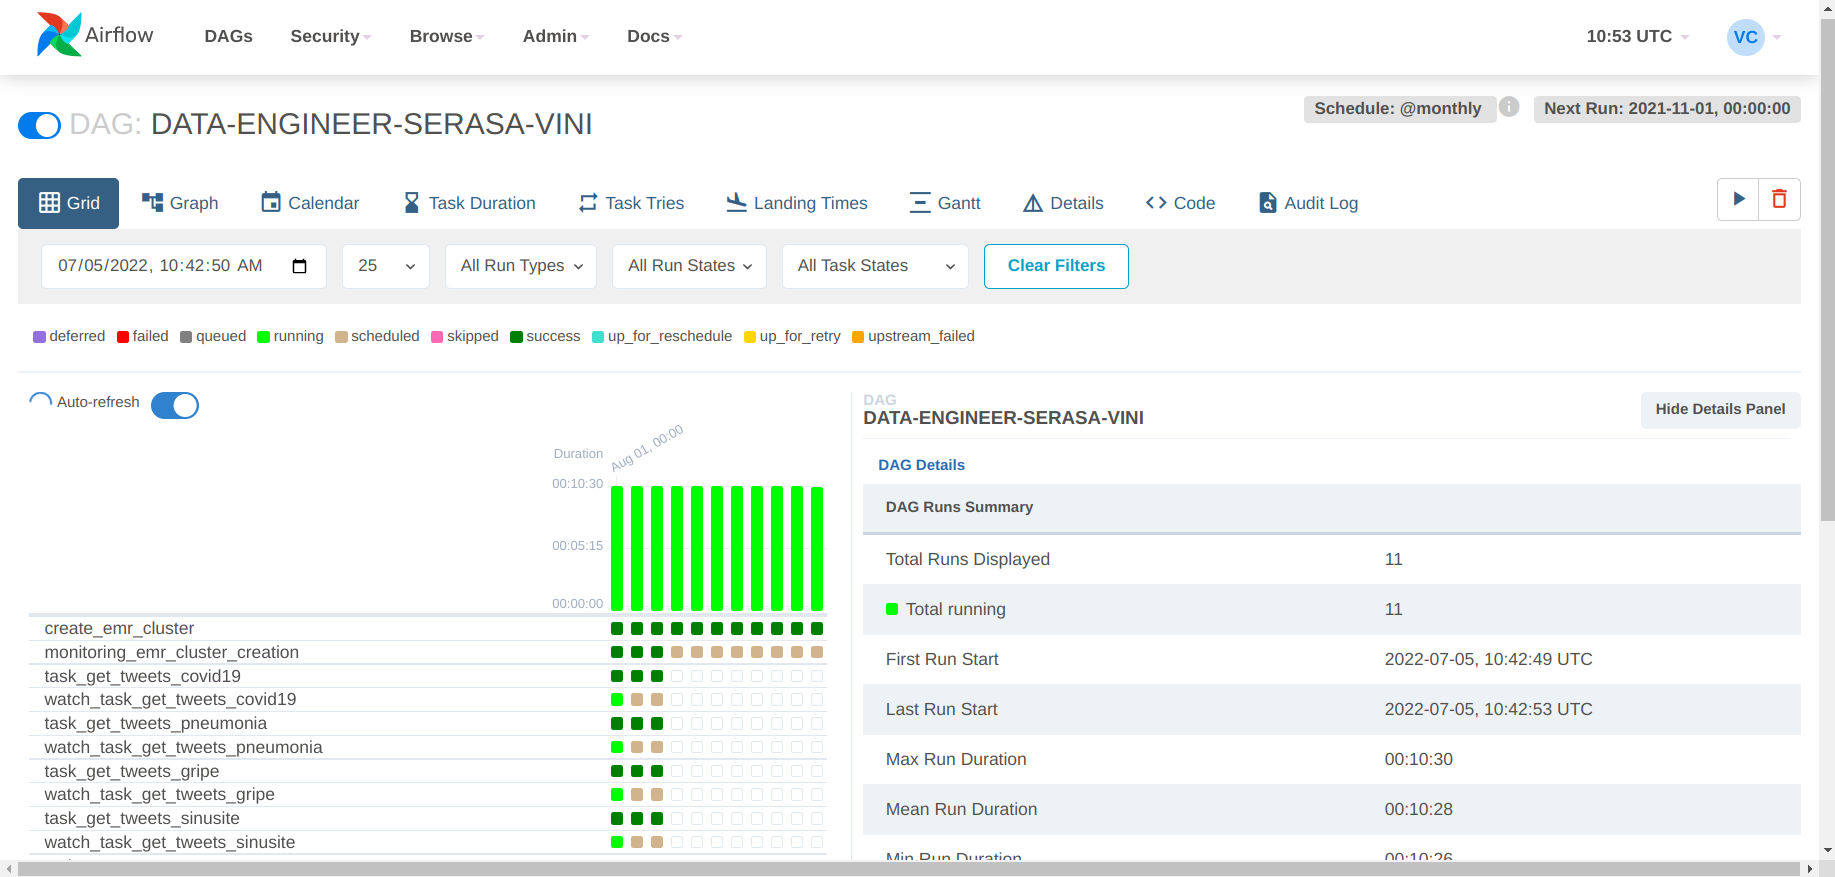 Airflow DAGs Security Browse Admin Docs 10:53 UTC VC
DAG: DATA-ENGINEER-SERASA-VINI
Schedule: @monthly i Next Run: 2021-11-01, 00:00:00
Grid Graph Calendar Task Duration Task Tries Landing Times Gantt Details Code Audit Log
07/05/2022, 10:42:50 AM 25 All Run Types All Run States All Task States Clear Filters
deferred failed queued running scheduled skipped success up_for_reschedule up_for_retry upstream_failed
Auto-refresh
Duration
Aug 01, 00:00
00:10:30
00:05:15
00:00:00
create_emr_cluster
monitoring_emr_cluster_creation
task_get_tweets_covid19
watch_task_get_tweets_covid19
task_get_tweets_pneumonia
watch_task_get_tweets_pneumonia
task_get_tweets_gripe
watch_task_get_tweets_gripe
task_get_tweets_sinusite
watch_task_get_tweets_sinusite
DAG
DATA-ENGINEER-SERASA-VINI
Hide Details Panel
DAG Details
DAG Runs Summary
Total Runs Displayed 11
Total running 11
First Run Start 2022-07-05, 10:42:49 UTC
Last Run Start 2022-07-05, 10:42:53 UTC
Max Run Duration 00:10:30
Mean Run Duration 00:10:28
Min Run Duration 00:10:26